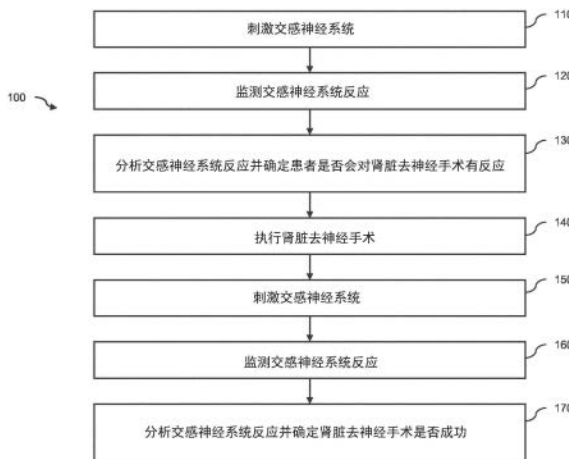 刺激交感神经系统
110
监测交感神经系统反应
120
100
分析交感神经系统反应并确定患者是否会对肾脏去神经手术有反应
130
执行肾脏去神经手术
140
刺激交感神经系统
150
监测交感神经系统反应
160
分析交感神经系统反应并确定肾脏去神经手术是否成功
170